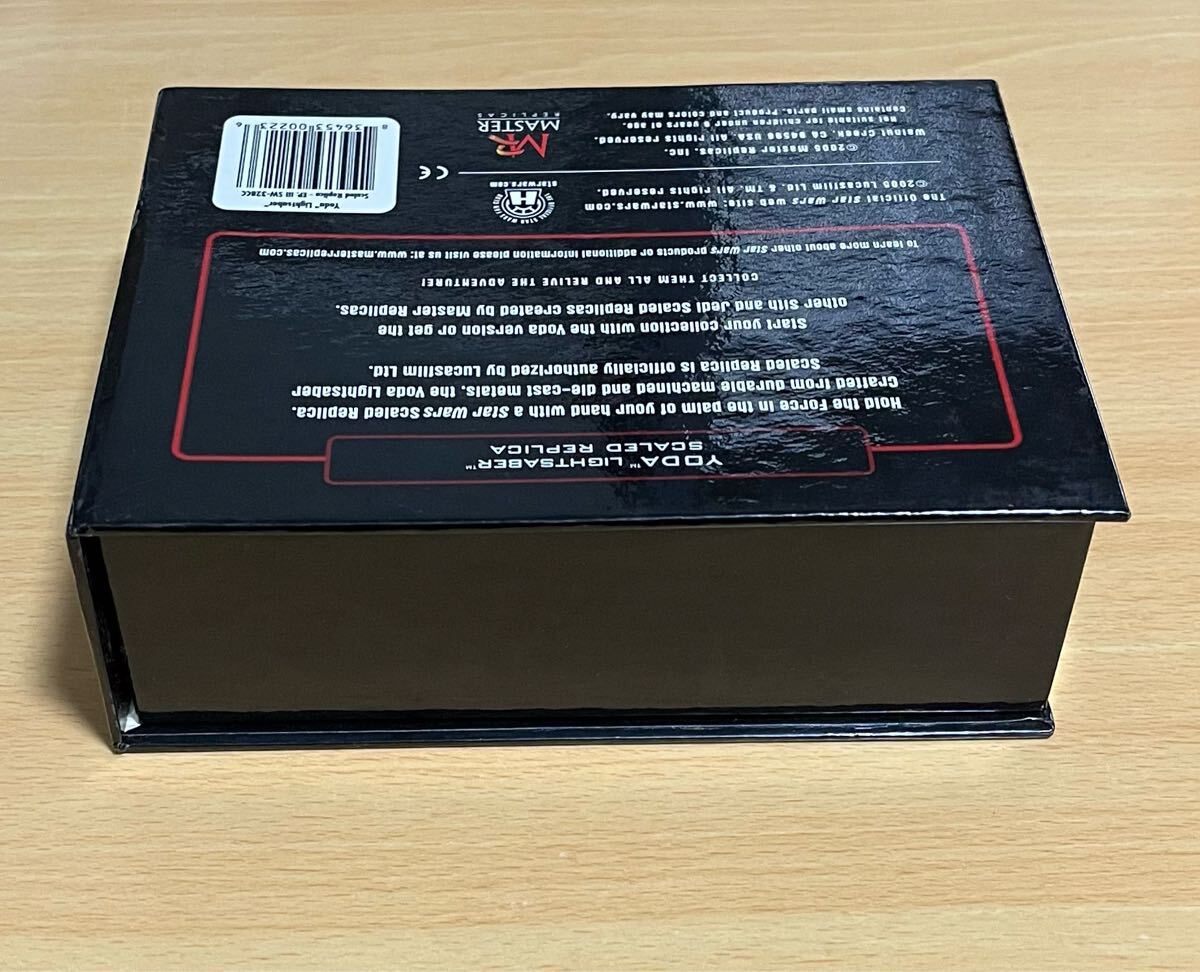 YODA™ LIGHTSABER™
SCALED REPLICA
Hold the Force in the palm of your hand with a Star Wars Scaled Replica.
Crafted from durable machined and die-cast metals, the Yoda Lightsaber
Scaled Replica is officially authorized by Lucasfilm Ltd.
Start your collection with the Yoda version or get the
other Sith and Jedi Scaled Replicas created by Master Replicas.
COLLECT THEM ALL AND RELIVE THE ADVENTURE!
To learn more about other Star Wars products or additional information please visit us at: www.masterreplicas.com
The Official Star Wars web site: www.starwars.com
©2005 Lucasfilm Ltd. & TM. All rights reserved.
starwars.com
©2005 Master Replicas, Inc.
Walnut Creek, CA 94596 USA. All Rights Reserved.
Not suitable for children under 8 years of age.
Contains small parts. Product and colors may vary.
MR
MASTER
REPLICAS
CE
Yoda™ Lightsaber™
Scaled Replica - EP. III SW-328CC
8 36453 00223 6